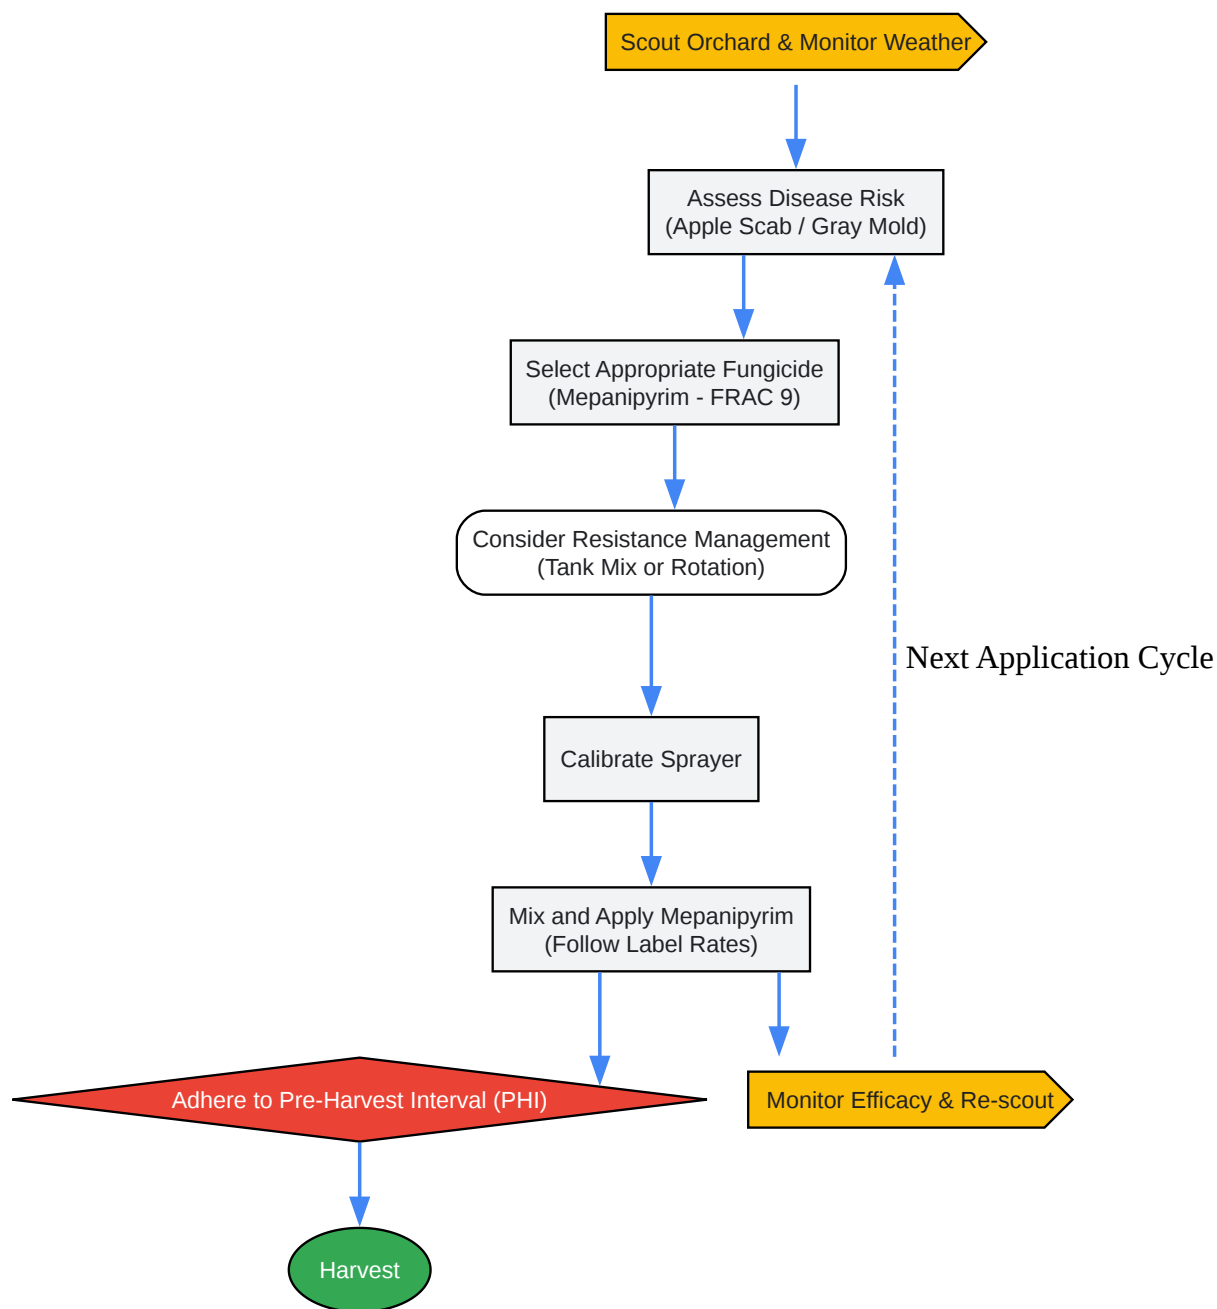 Scout Orchard & Monitor Weather
Assess Disease Risk
(Apple Scab / Gray Mold)
Select Appropriate Fungicide
(Mepanipyrim - FRAC 9)
Consider Resistance Management
(Tank Mix or Rotation)
Next Application Cycle
Calibrate Sprayer
Mix and Apply Mepanipyrim
(Follow Label Rates)
Adhere to Pre-Harvest Interval (PHI)
Monitor Efficacy & Re-scout
Harvest